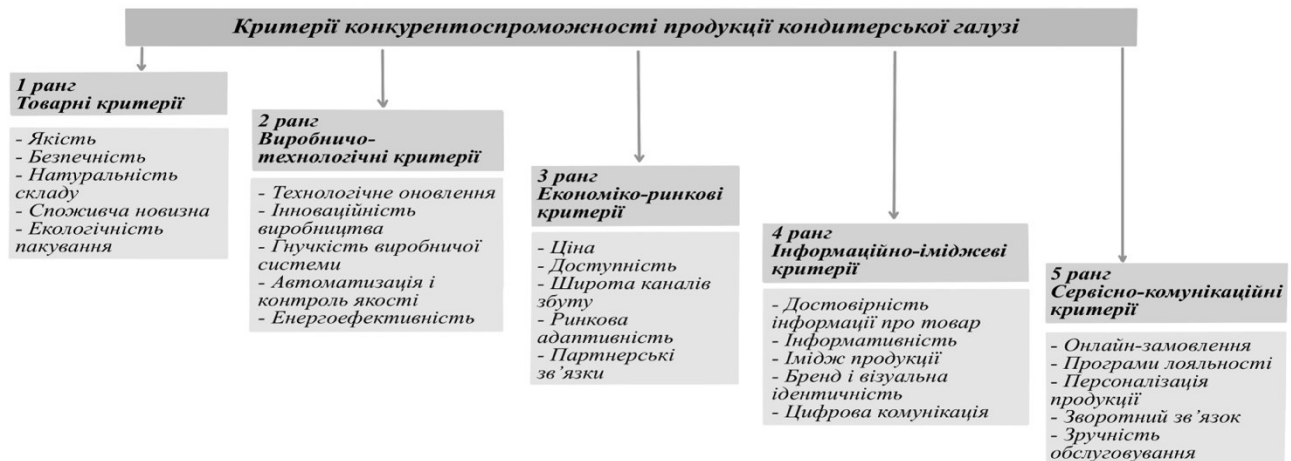 Критерії конкурентоспроможності продукції кондитерської галузі
1 ранг
Товарні критерії
- Якість
- Безпечність
- Натуральність
складу
- Споживча новизна
- Екологічність
пакування
2 ранг
Виробничо-
технологічні критерії
- Технологічне оновлення
- Інноваційність
виробництва
- Гнучкість виробничої
системи
- Автоматизація і
контроль якості
- Енергоефективність
3 ранг
Економіко-ринкові
критерії
- Ціна
- Доступність
- Широта каналів
збуту
- Ринкова
адаптивність
- Партнерські
зв’язки
4 ранг
Інформаційно-іміджеві
критерії
- Достовірність
інформації про товар
- Інформативність
- Імідж продукції
- Бренд і візуальна
ідентичність
- Цифрова комунікація
5 ранг
Сервісно-комунікаційні
критерії
- Онлайн-замовлення
- Програми лояльності
- Персоналізація
продукції
- Зворотний зв’язок
- Зручність
обслуговування